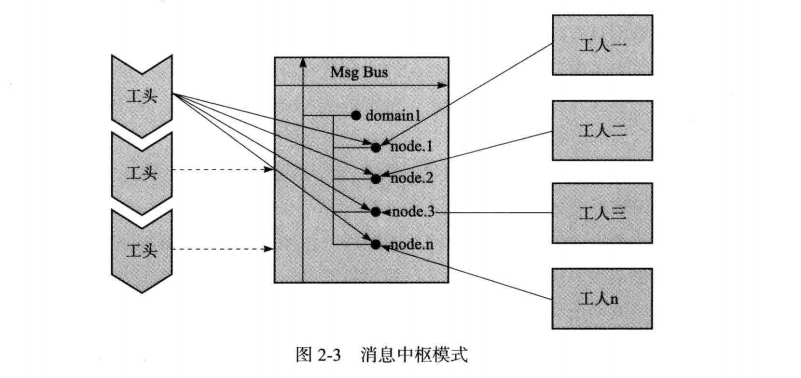 工头
工头
工头
Msg Bus
domain1
node.1
node.2
node.3
node.n
工人一
工人二
工人三
工人n
图 2-3 消息中枢模式